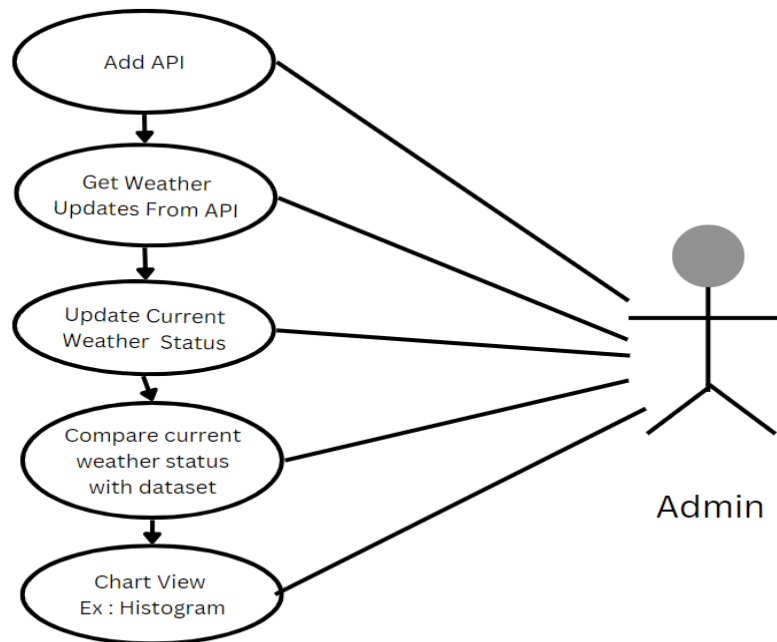 Add API
Get Weather
Updates From API
Update Current
Weather Status
Compare current
weather status
with dataset
Chart View
Ex : Histogram
Admin